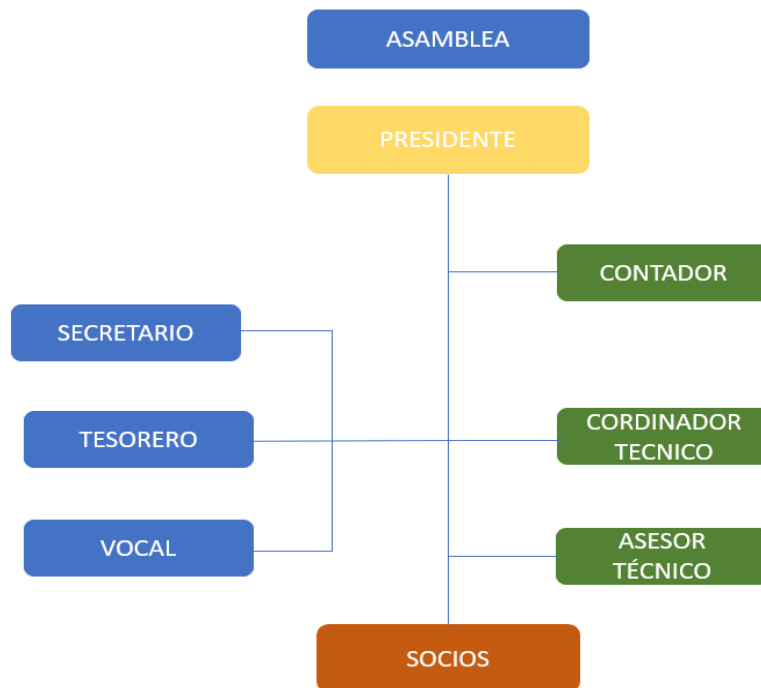 ASAMBLEA
PRESIDENTE
CONTADOR
SECRETARIO
TESORERO
CORDINADOR
TECNICO
VOCAL
ASESOR
TÉCNICO
SOCIOS